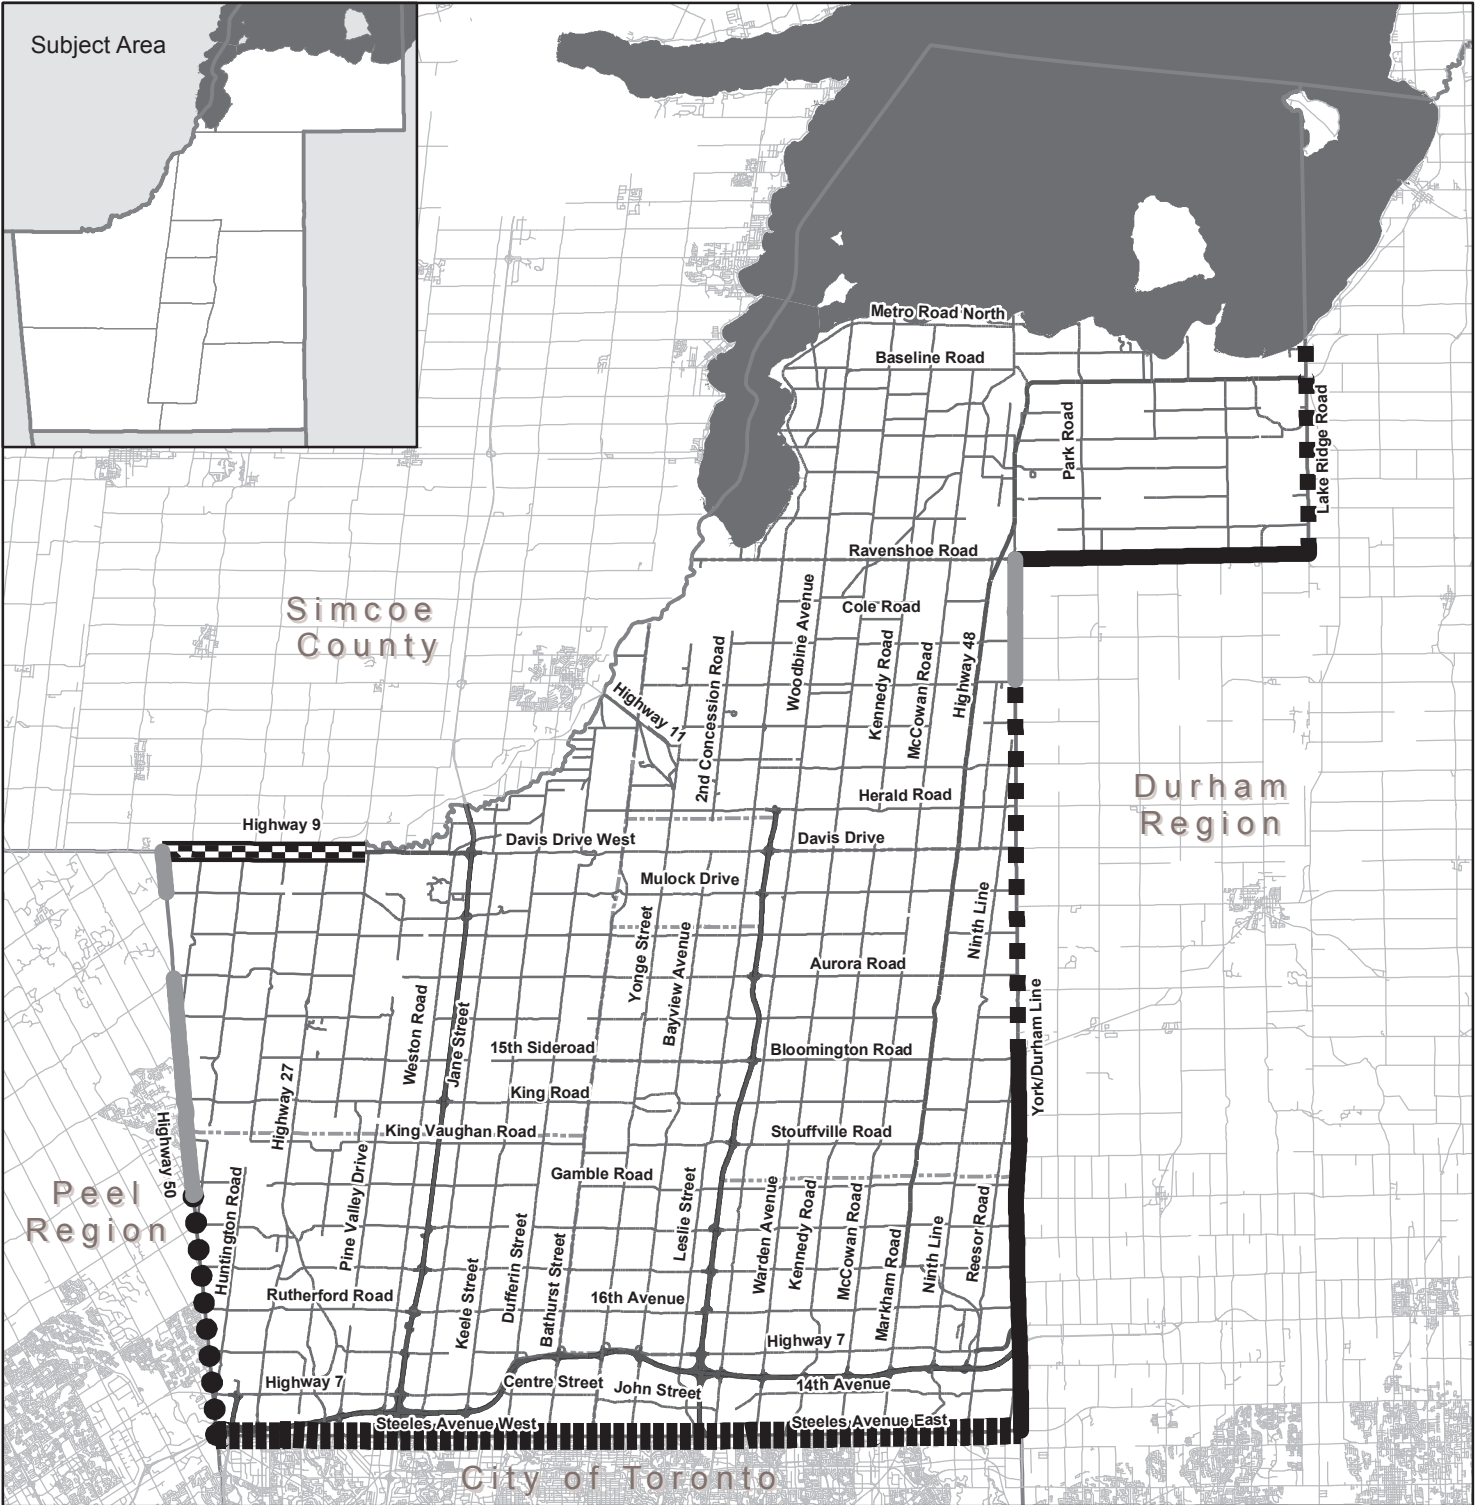 Subject Area
Metro Road North
Baseline Road
Park Road
Lake Ridge Road
Ravenshoe Road
Simcoe
County
Cole Road
Woodbine Avenue
Kennedy Road
McCowan Road
Highway 48
2nd Concession Road
Highway 11
Durham
Region
Herald Road
Highway 9
Davis Drive West
Davis Drive
Mulock Drive
Ninth Line
Yonge Street
Bayview Avenue
Aurora Road
Weston Road
Jane Street
York/Durham Line
15th Sideroad
Bloomington Road
King Road
Highway 27
Highway 50
King Vaughan Road
Stouffville Road
Peel
Region
Huntington Road
Pine Valley Drive
Gamble Road
Leslie Street
Warden Avenue
Kennedy Road
McCowan Road
Markham Road
Ninth Line
Reesor Road
Keele Street
Dufferin Street
Bathurst Street
Rutherford Road
16th Avenue
Highway 7
Highway 7
Centre Street
John Street
14th Avenue
Steeles Avenue West
Steeles Avenue East
City of Toronto